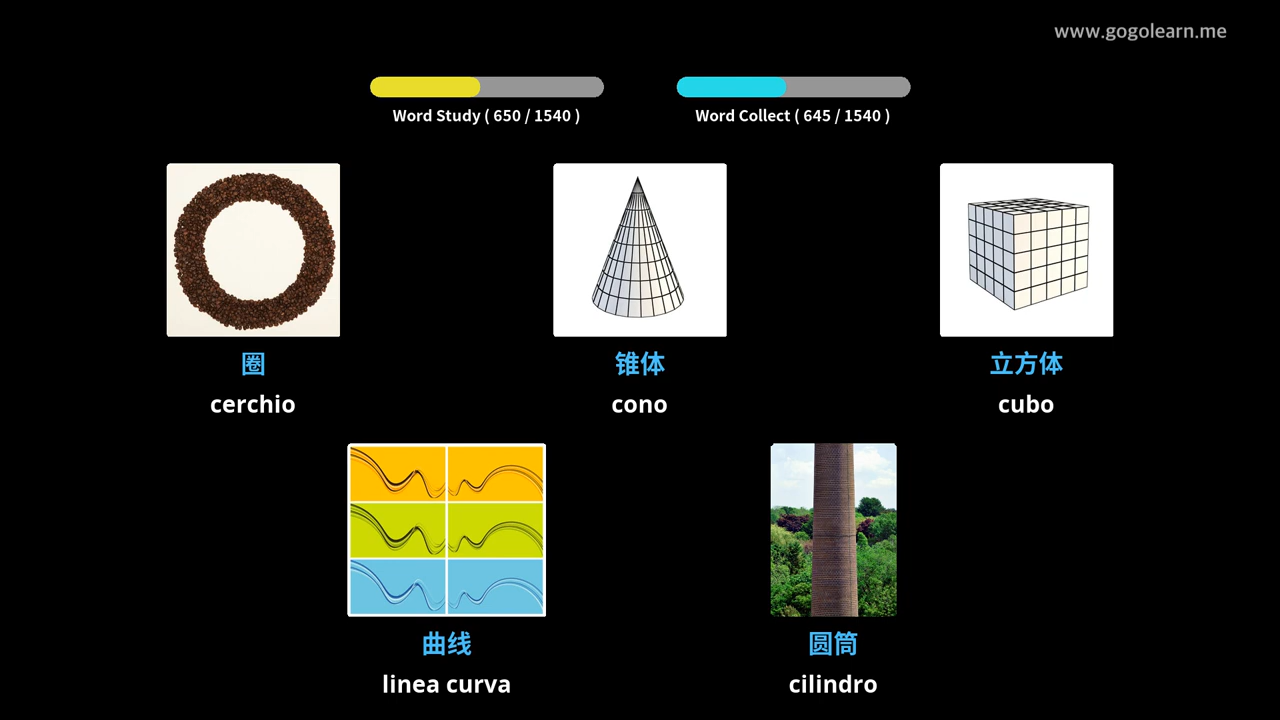 www.gogolearn.me
Word Study ( 650 / 1540 )
Word Collect ( 645 / 1540 )
圈
锥体
立方体
cerchio
cono
cubo
曲线
圆筒
linea curva
cilindro